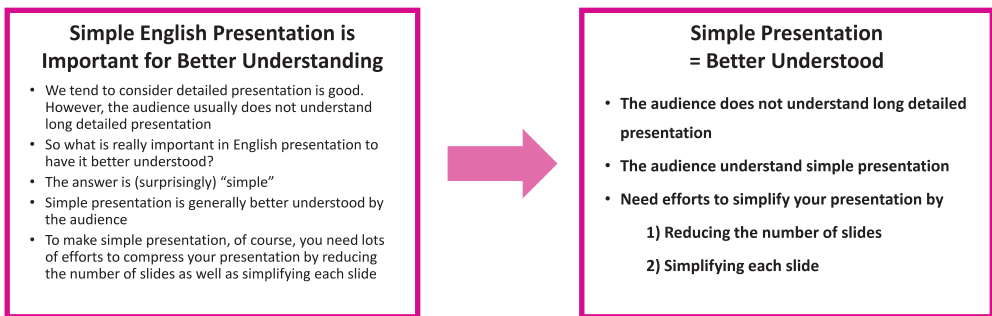 Simple English Presentation is
Important for Better Understanding
• We tend to consider detailed presentation is good.
However, the audience usually does not understand
long detailed presentation
• So what is really important in English presentation to
have it better understood?
• The answer is (surprisingly) “simple”
• Simple presentation is generally better understood by
the audience
• To make simple presentation, of course, you need lots
of efforts to compress your presentation by reducing
the number of slides as well as simplifying each slide
Simple Presentation
= Better Understood
• The audience does not understand long detailed
presentation
• The audience understand simple presentation
• Need efforts to simplify your presentation by
1) Reducing the number of slides
2) Simplifying each slide